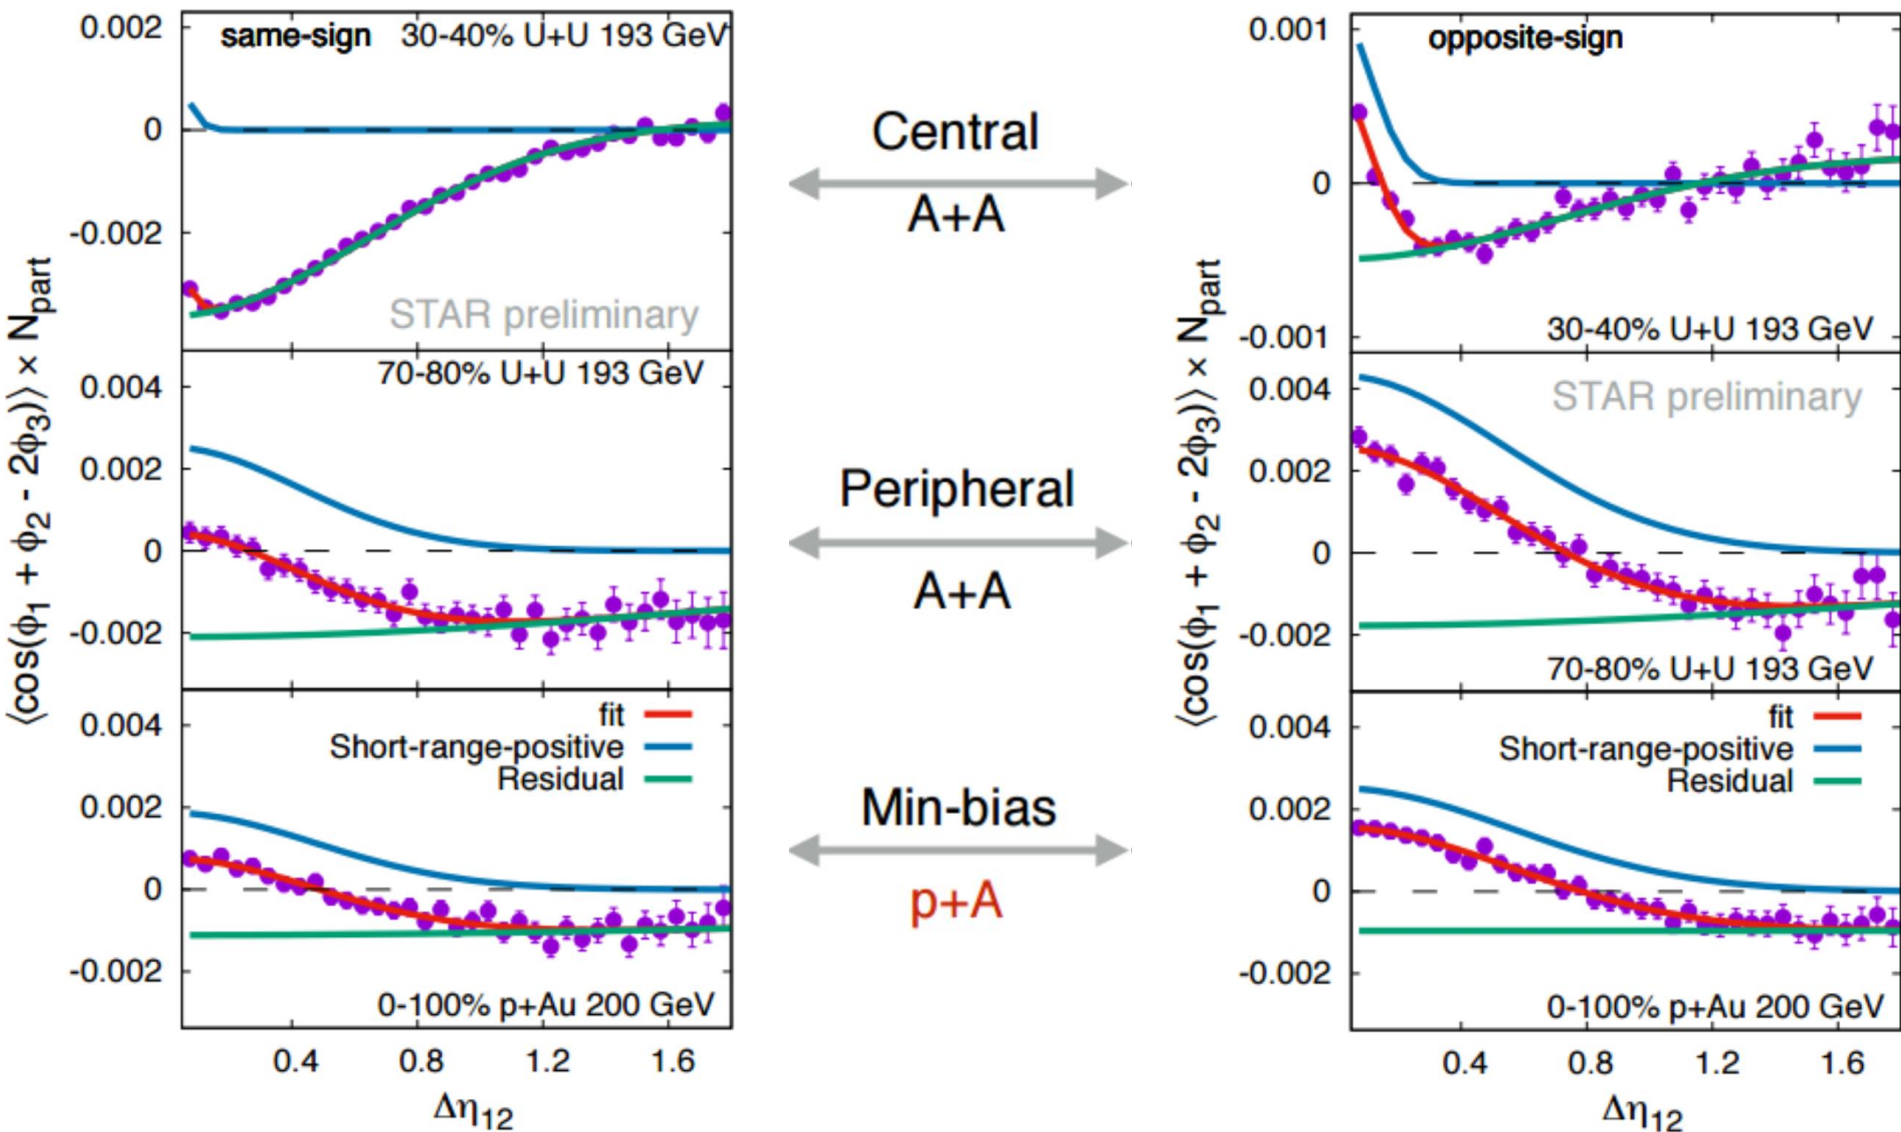 same-sign 30-40% U+U 193 GeV
0.002
0
-0.002
STAR preliminary
70-80% U+U 193 GeV
0.004
0.002
0
-0.002
fit
Short-range-positive
Residual
0.004
0.002
0
-0.002
0-100% p+Au 200 GeV
0.4 0.8 1.2 1.6
Δη12
⟨cos(ϕ1 + ϕ2 - 2ϕ3)⟩ × Npart
Central
A+A
Peripheral
A+A
Min-bias
p+A
opposite-sign
0.001
0
-0.001
30-40% U+U 193 GeV
STAR preliminary
0.004
0.002
0
-0.002
70-80% U+U 193 GeV
fit
Short-range-positive
Residual
0.004
0.002
0
-0.002
0-100% p+Au 200 GeV
0.4 0.8 1.2 1.6
Δη12
⟨cos(ϕ1 + ϕ2 - 2ϕ3)⟩ × Npart